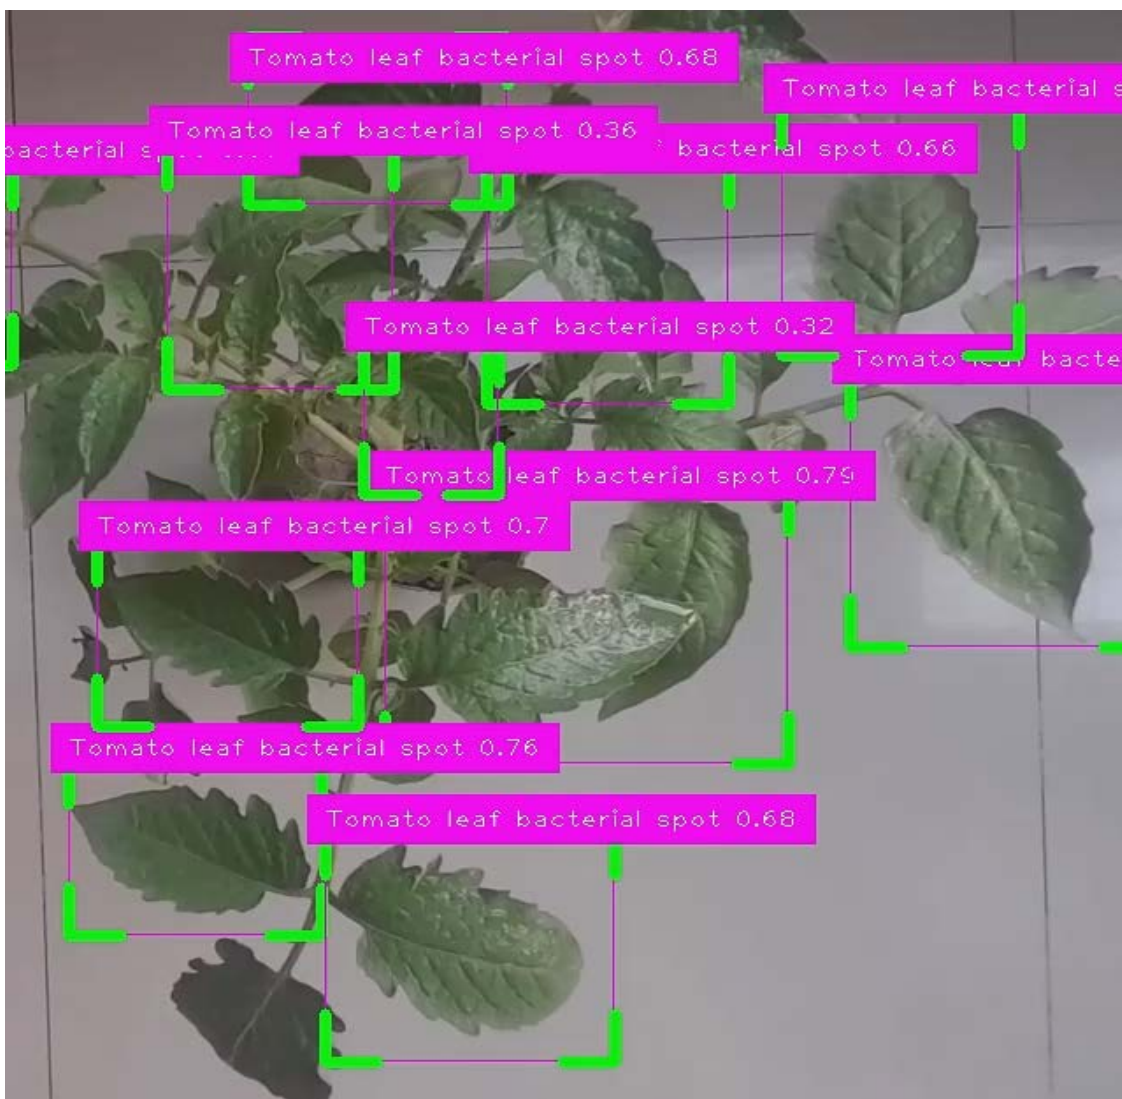 Tomato leaf bacterial spot 0.68
Tomato leaf bacterial s
Tomato leaf bacterial spot 0.36
bacterial spot 0.66
bacterial s
Tomato leaf bacterial spot 0.32
Tomato leaf bacte
Tomato leaf bacterial spot 0.79
Tomato leaf bacterial spot 0.7
Tomato leaf bacterial spot 0.76
Tomato leaf bacterial spot 0.68